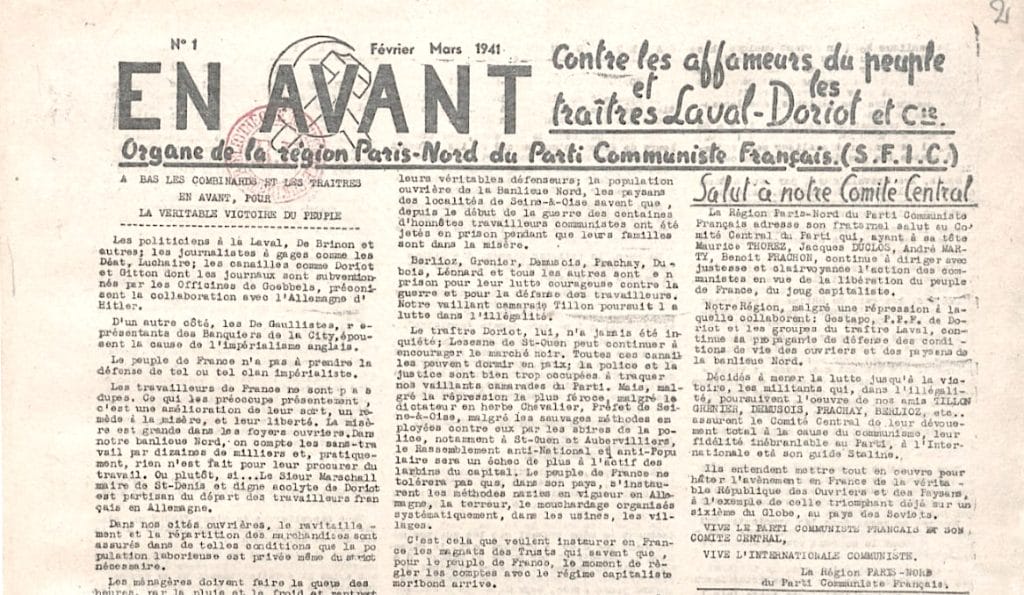 2
N° 1
Février Mars 1941
EN AVANT
Contre les affameurs du peuple
et les
traîtres Laval-Doriot et Cie.
Organe de la région Paris-Nord du Parti Communiste Français.(S.F.I.C.)
A BAS LES COMBINARDS ET LES TRAITRES
EN AVANT, POUR
LA VERITABLE VICTOIRE DU PEUPLE
Les politiciens à la Laval, De Brinon et
autres; les journalistes à gages comme les
Déat, Luchaire; les canailles comme Doriot
et Gitton dont les journaux sont subvention-
nés par les Officines de Goebbels, préconi-
sent la collaboration avec l'Allemagne d'
Hitler.
D'un autre côté, les De Gaullistes, re-
présentants des Banquiers de la City,épou-
sent la cause de l'impérialisme anglais.
Le peuple de France n'a pas à prendre la
défense de tel ou tel clan impérialiste.
Les travailleurs de France ne sont pas
dupes. Ce qui les préoccupe présentement,
c'est une amélioration de leur sort, un re-
mède à la misère, et leur liberté. La misè-
re est grande dans les foyers ouvriers.Dans
notre banlieue Nord, on compte les sans-tra-
vail par dizaines de milliers et, pratique-
ment, rien n'est fait pour leur procurer du
travail. Ou plutôt, si...Le Sieur Marschall
maire de St-Denis et digne acolyte de Doriot
est partisan du départ des travailleurs fran
çais en Allemagne.
Dans nos cités ouvrières, le ravitaille -
ment et la répartition des marchandises sont
assurés dans de telles conditions que la po
pulation laborieuse est privée même du strict
nécessaire.
Les ménagères doivent faire la queue des
heures, par la pluie et le froid et rentrent
leurs véritables défenseurs; la population
ouvrière de la Banlieue Nord, les paysans
des localités de Seine-&-Oise savent que ,
depuis le début de la guerre des centaines
d'honnêtes travailleurs communistes ont été
jetés en prison pendant que leurs familles
sont dans la misère.
Berlioz, Grenier, Demusois, Prachay, Du-
bois, Léonard et tous les autres sont en
prison pour leur lutte courageuse contre la
guerre et pour la défense des travailleurs.
Notre vaillant camarade Tillon poursuit la
lutte dans l'illégalité.
Le traître Doriot, lui, n'a jamais été in-
quiété; Lesesne de St-Ouen peut continuer à
encourager le marché noir. Toutes ces canail
les peuvent dormir en paix; la police et la
justice sont bien trop occupées à traquer
nos vaillants camarades du Parti. Mais, mal-
gré la répression la plus féroce, malgré le
dictateur en herbe Chevalier, Préfet de Sei-
ne-&-Oise, malgré les sauvages méthodes em-
ployées contre eux par les sbires de la po-
lice, notamment à St-Ouen et Aubervilliers,
le Rassemblement anti-National et anti-Popu
laire sera un échec de plus à l'actif des
larbins du capital. Le peuple de France ne
tolérera pas que, dans son pays, s'instau-
rent les méthodes nazies en vigueur en Alle-
magne, la terreur, le mouchardage organisés
systématiquement, dans les usines, les vil-
lages.
C'est cela que veulent instaurer en Fran-
ce les magnats des Trusts qui savent que ,
pour le peuple de France, le moment de ré-
gler les comptes avec le régime capitaliste
moribond arrive.
Salut à notre Comité Central
La Région Paris-Nord du Parti Communiste
Français adresse son fraternel salut au Co-
mité Central du Parti qui, ayant à sa tête
Maurice THOREZ, Jacques DUCLOS, André MAR-
TY, Benoit FRACHON, continue à diriger avec
justesse et clairvoyance l'action des com-
munistes en vue de la libération du peuple
de France, du joug capitaliste.
Notre Région, malgré une répression à la-
quelle collaborent: Gestapo, P.P.F. de Do-
riot et les groupes du traître Laval, conti-
nue sa propagande de défense des condi -
tions de vie des ouvriers et des paysans de
la banlieue Nord.
Décidés à mener la lutte jusqu'à la vic-
toire, les militants qui, dans l'illégali-
té, poursuivent l'oeuvre de nos amis TILLON
GRENIER, DEMUSOIS, PRACHAY, BERLIOZ, etc..
assurent le Comité Central de leur dévoue-
ment total à la cause du communisme, leur
fidélité inébranlable au Parti, à l'Inter-
nationale et à son guide Staline.
Ils entendent mettre tout en oeuvre pour
hâter l'avènement en France de la vérita-
ble République des Ouvriers et des Paysans,
à l'exemple de celle triomphant déjà sur un
sixième du Globe, au pays des Soviets.
VIVE LE PARTI COMMUNISTE FRANCAIS ET SON
COMITE CENTRAL,
VIVE L'INTERNATIONALE COMMUNISTE.
La Région PARIS-NORD
du Parti Communiste Français.